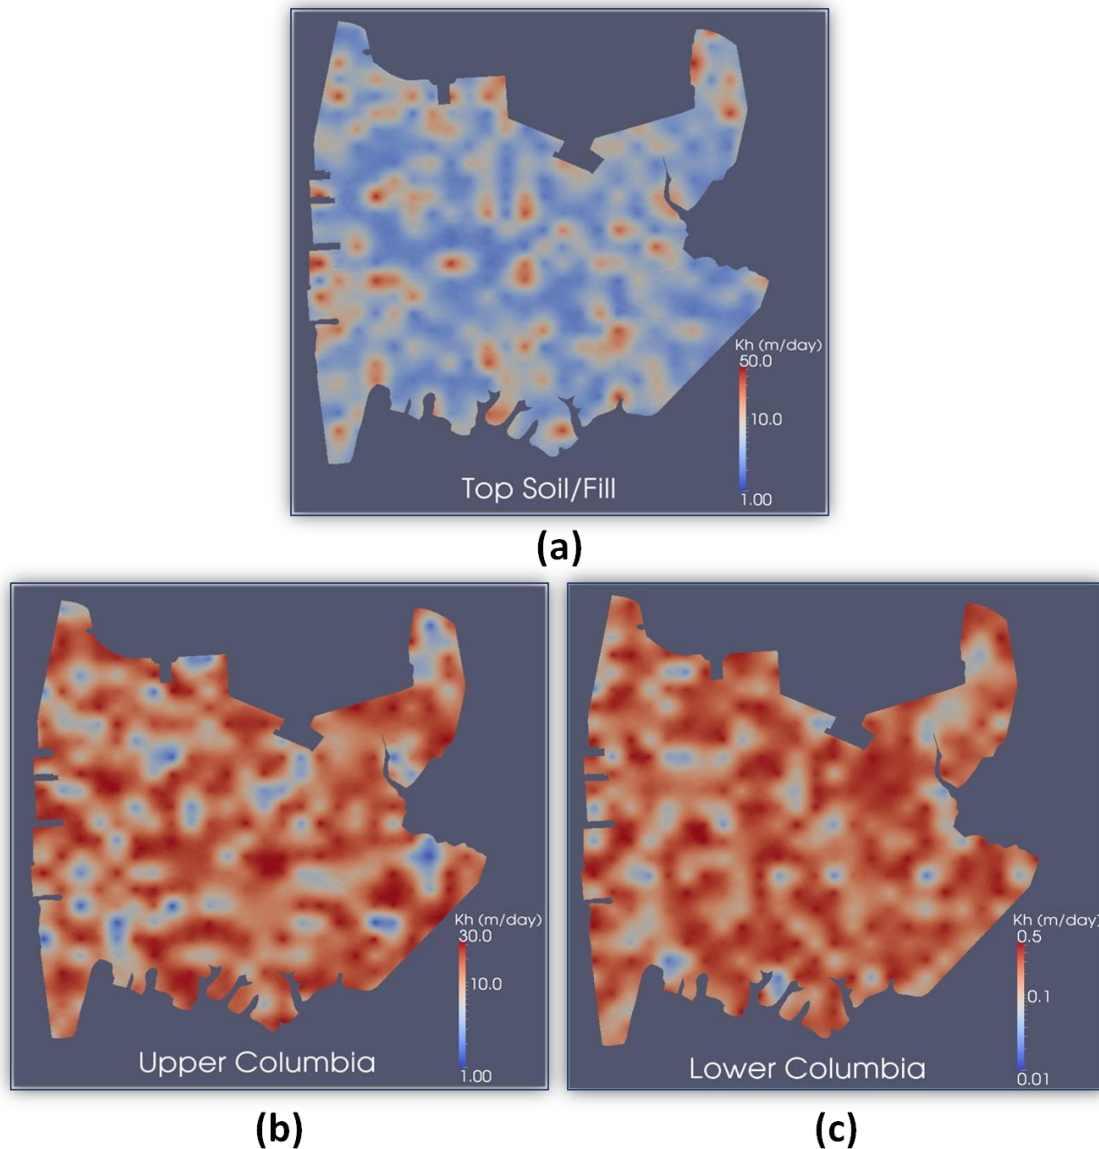 Kh (m/day)
50.0
10.0
1.00
Top Soil/Fill
(a)
Kh (m/day)
30.0
10.0
1.00
Upper Columbia
Kh (m/day)
0.5
0.1
0.01
Lower Columbia
(b)
(c)